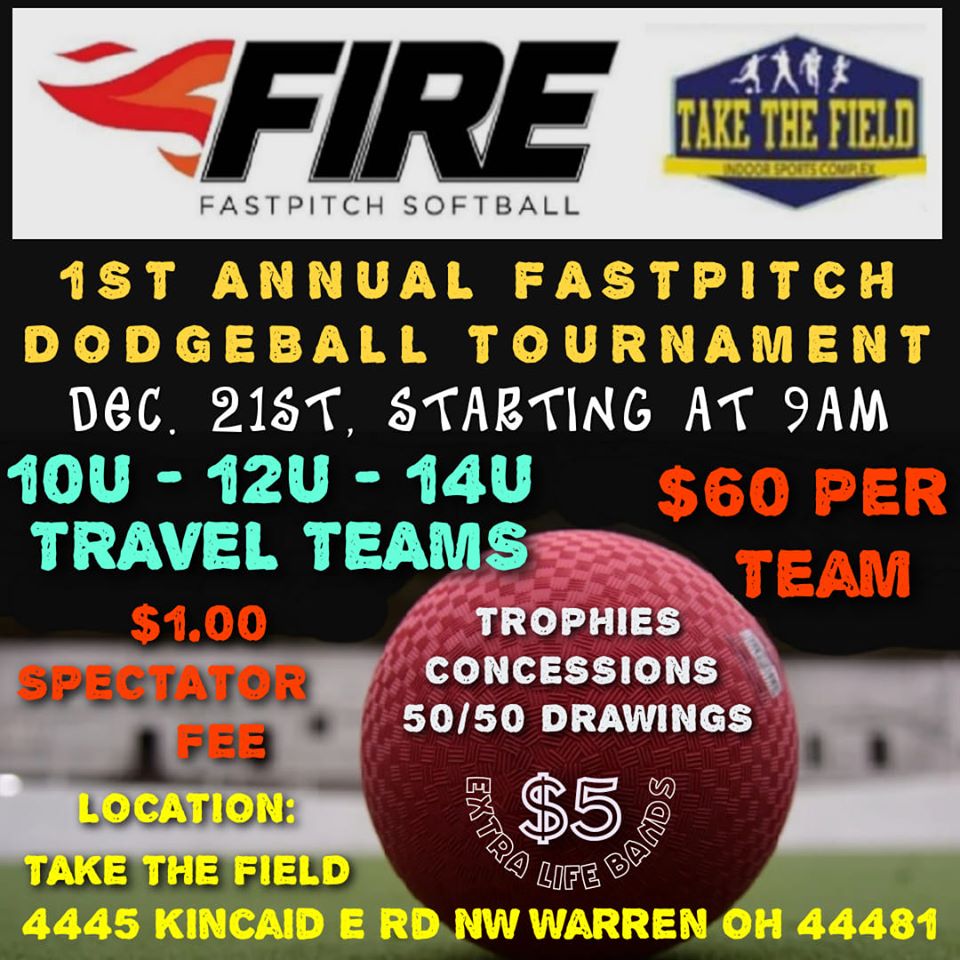 FIRE
FASTPITCH SOFTBALL
TAKE THE FIELD
INDOOR SPORTS COMPLEX
1ST ANNUAL FASTPITCH
DODGEBALL TOURNAMENT
DEC. 21ST, STARTING AT 9AM
10U - 12U - 14U
TRAVEL TEAMS
$60 PER
TEAM
$1.00
SPECTATOR
FEE
TROPHIES
CONCESSIONS
50/50 DRAWINGS
$5
EXTRA LIFE BANDS
LOCATION:
TAKE THE FIELD
4445 KINCAID E RD NW WARREN OH 44481